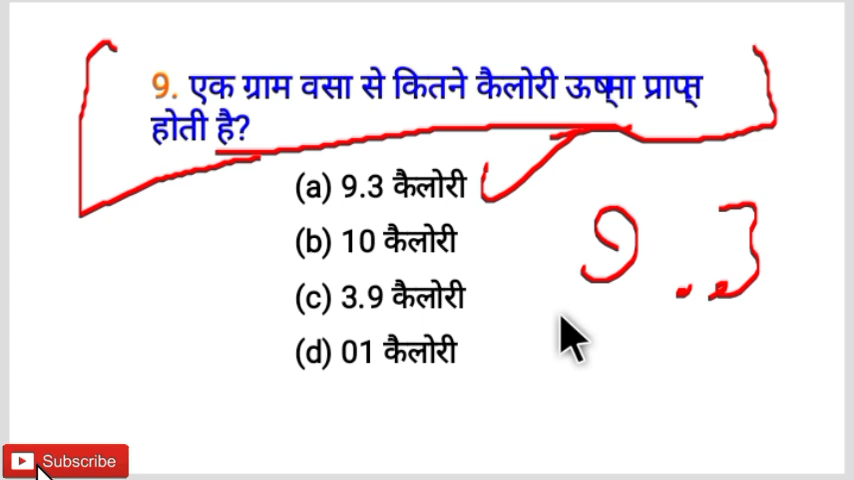 9. एक ग्राम वसा से कितने कैलोरी ऊष्मा प्राप्त
होती है?
(a) 9.3 कैलोरी
(b) 10 कैलोरी
9.3
(c) 3.9 कैलोरी
(d) 01 कैलोरी
Subscribe